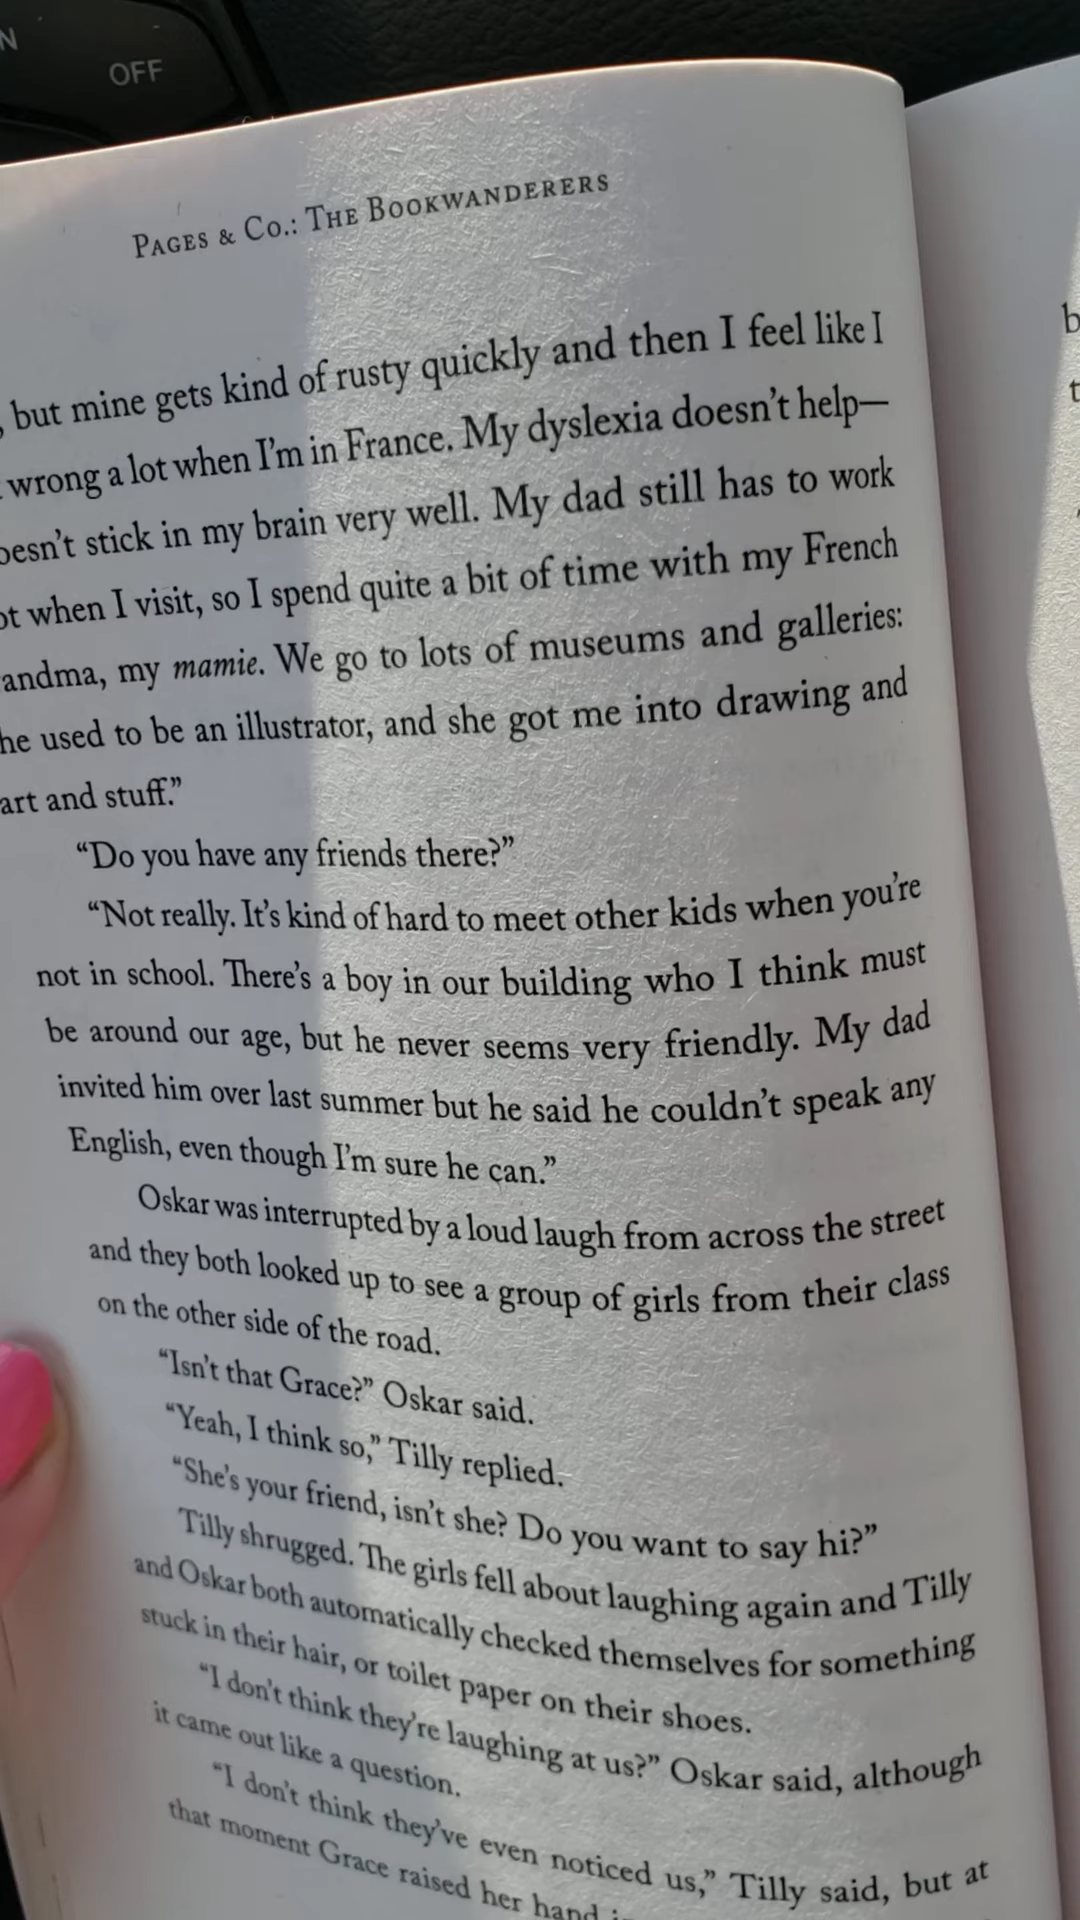 N
OFF
PAGES & CO.: THE BOOKWANDERERS
, but mine gets kind of rusty quickly and then I feel like I
wrong a lot when I'm in France. My dyslexia doesn't help—
oesn't stick in my brain very well. My dad still has to work
ot when I visit, so I spend quite a bit of time with my French
andma, my mamie. We go to lots of museums and galleries:
he used to be an illustrator, and she got me into drawing and
art and stuff.”
“Do you have any friends there?”
“Not really. It's kind of hard to meet other kids when you're
not in school. There's a boy in our building who I think must
be around our age, but he never seems very friendly. My dad
invited him over last summer but he said he couldn't speak any
English, even though I'm sure he can.”
Oskar was interrupted by a loud laugh from across the street
and they both looked up to see a group of girls from their class
on the other side of the road.
“Isn't that Grace?” Oskar said.
“Yeah, I think so,” Tilly replied.
“She's your friend, isn't she? Do you want to say hi?”
Tilly shrugged. The girls fell about laughing again and Tilly
and Oskar both automatically checked themselves for something
stuck in their hair, or toilet paper on their shoes.
“I don't think they're laughing at us?” Oskar said, although
it came out like a question.
“I don't think they've even noticed us,” Tilly said, but at
that moment Grace raised her hand
b
t